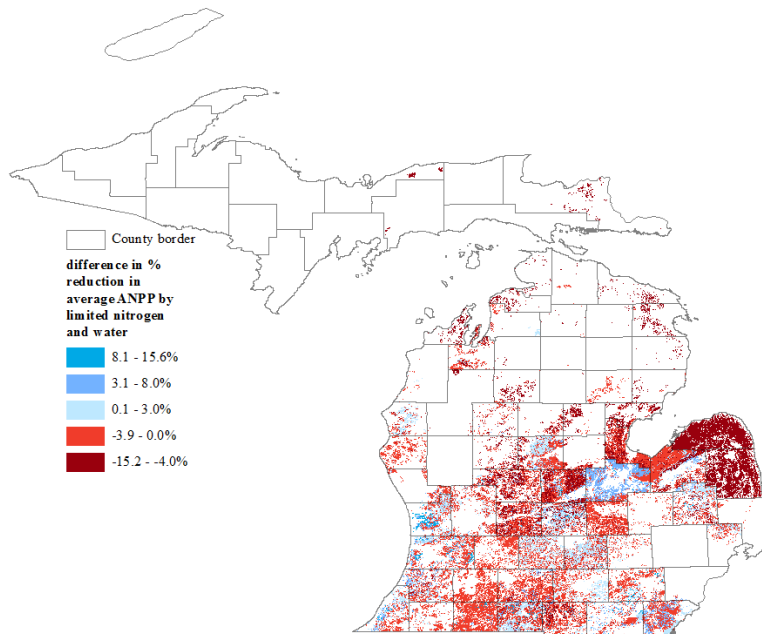 County border
difference in %
reduction in
average ANPP by
limited nitrogen
and water
8.1 - 15.6%
3.1 - 8.0%
0.1 - 3.0%
-3.9 - 0.0%
-15.2 - -4.0%